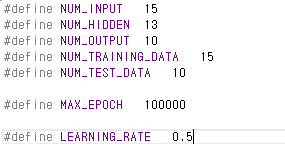 #define NUM_INPUT 15
#define NUM_HIDDEN 13
#define NUM_OUTPUT 10
#define NUM_TRAINING_DATA 15
#define NUM_TEST_DATA 10
#define MAX_EPOCH 100000
#define LEARNING_RATE 0.5